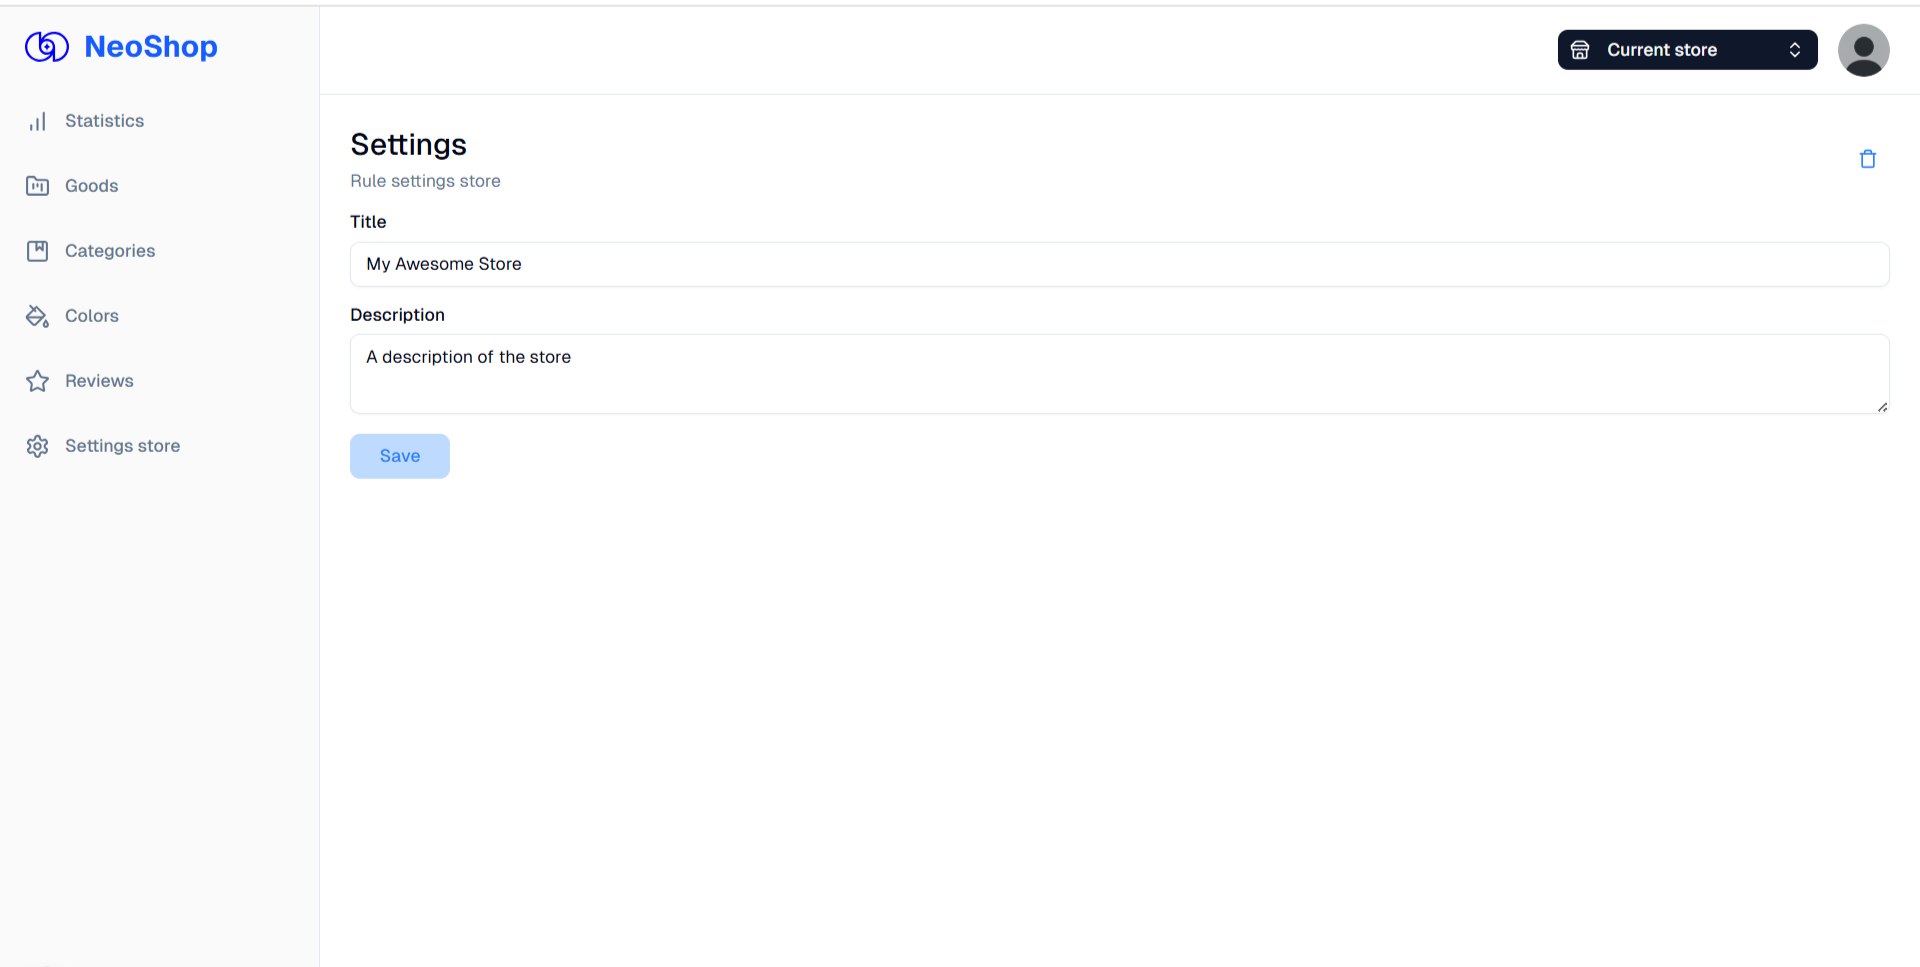 NeoShop
Current store
Statistics
Goods
Categories
Colors
Reviews
Settings store
Settings
Rule settings store
Title
My Awesome Store
Description
A description of the store
Save